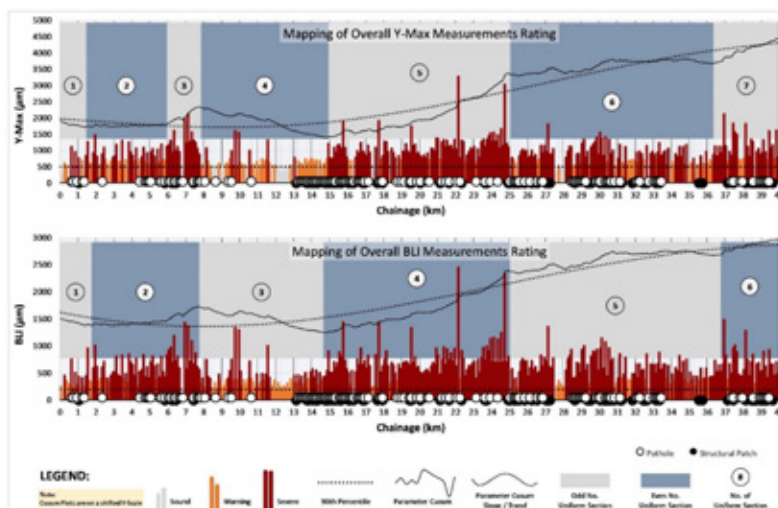 Mapping of Overall Y-Max Measurements Rating
5000
4500
4000
3500
3000
2500
2000
1500
1000
500
0
Y-Max (µm)
1
2
3
4
5
6
7
0 1 2 3 4 5 6 7 8 9 10 11 12 13 14 15 16 17 18 19 20 21 22 23 24 25 26 27 28 29 30 31 32 33 34 35 36 37 38 39 4
Chainage (km)
Mapping of Overall BLI Measurements Rating
3000
2500
2000
1500
1000
500
0
BLI (µm)
1
2
3
4
5
6
0 1 2 3 4 5 6 7 8 9 10 11 12 13 14 15 16 17 18 19 20 21 22 23 24 25 26 27 28 29 30 31 32 33 34 35 36 37 38 39 4
Chainage (km)
Pothole
Structural Patch
LEGEND:
Note:
Sound
Warning
Severe
90th Percentile
Parameter Cusum
Parameter Cusum
Slope / Trend
Odd No.
Uniform Section
Even No.
Uniform Section
#
No. of
Uniform Section